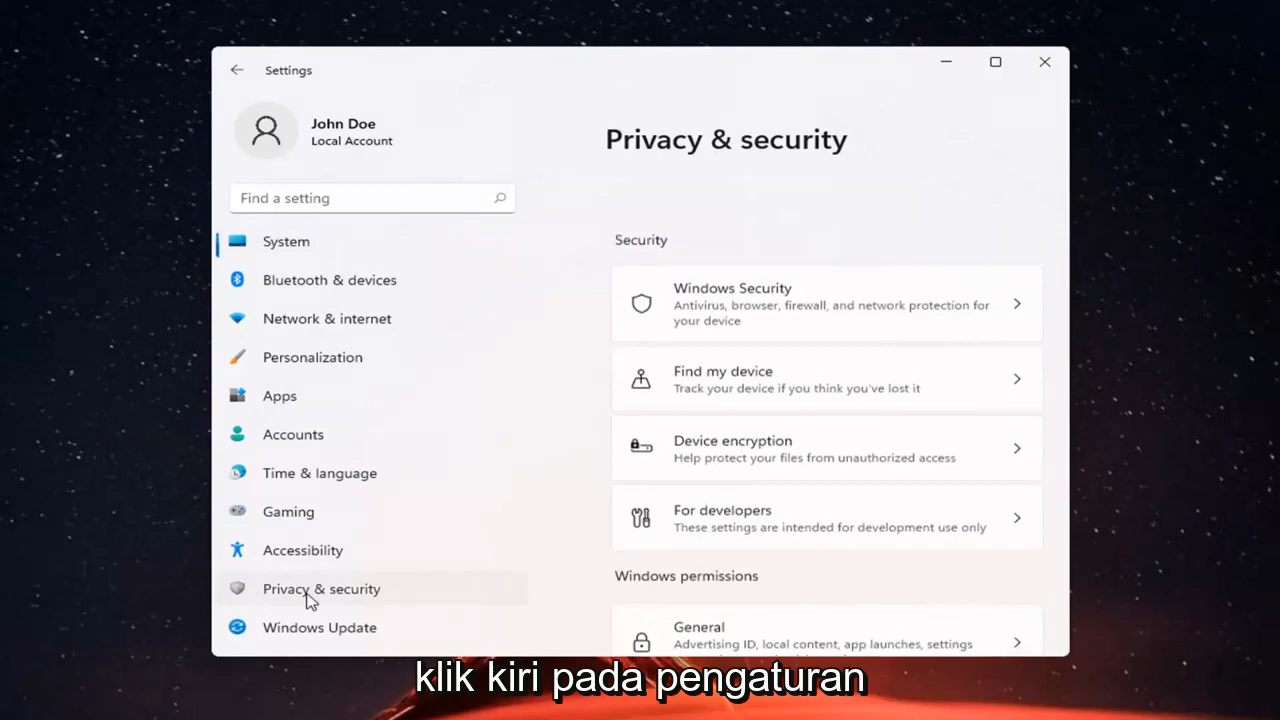 Settings
John Doe
Local Account
Find a setting
System
Bluetooth & devices
Network & internet
Personalization
Apps
Accounts
Time & language
Gaming
Accessibility
Privacy & security
Windows Update
Privacy & security
Security
Windows Security
Antivirus, browser, firewall, and network protection for
your device
Find my device
Track your device if you think you've lost it
Device encryption
Help protect your files from unauthorized access
For developers
These settings are intended for development use only
Windows permissions
General
Advertising ID, local content, app launches, settings
klik kiri pada pengaturan